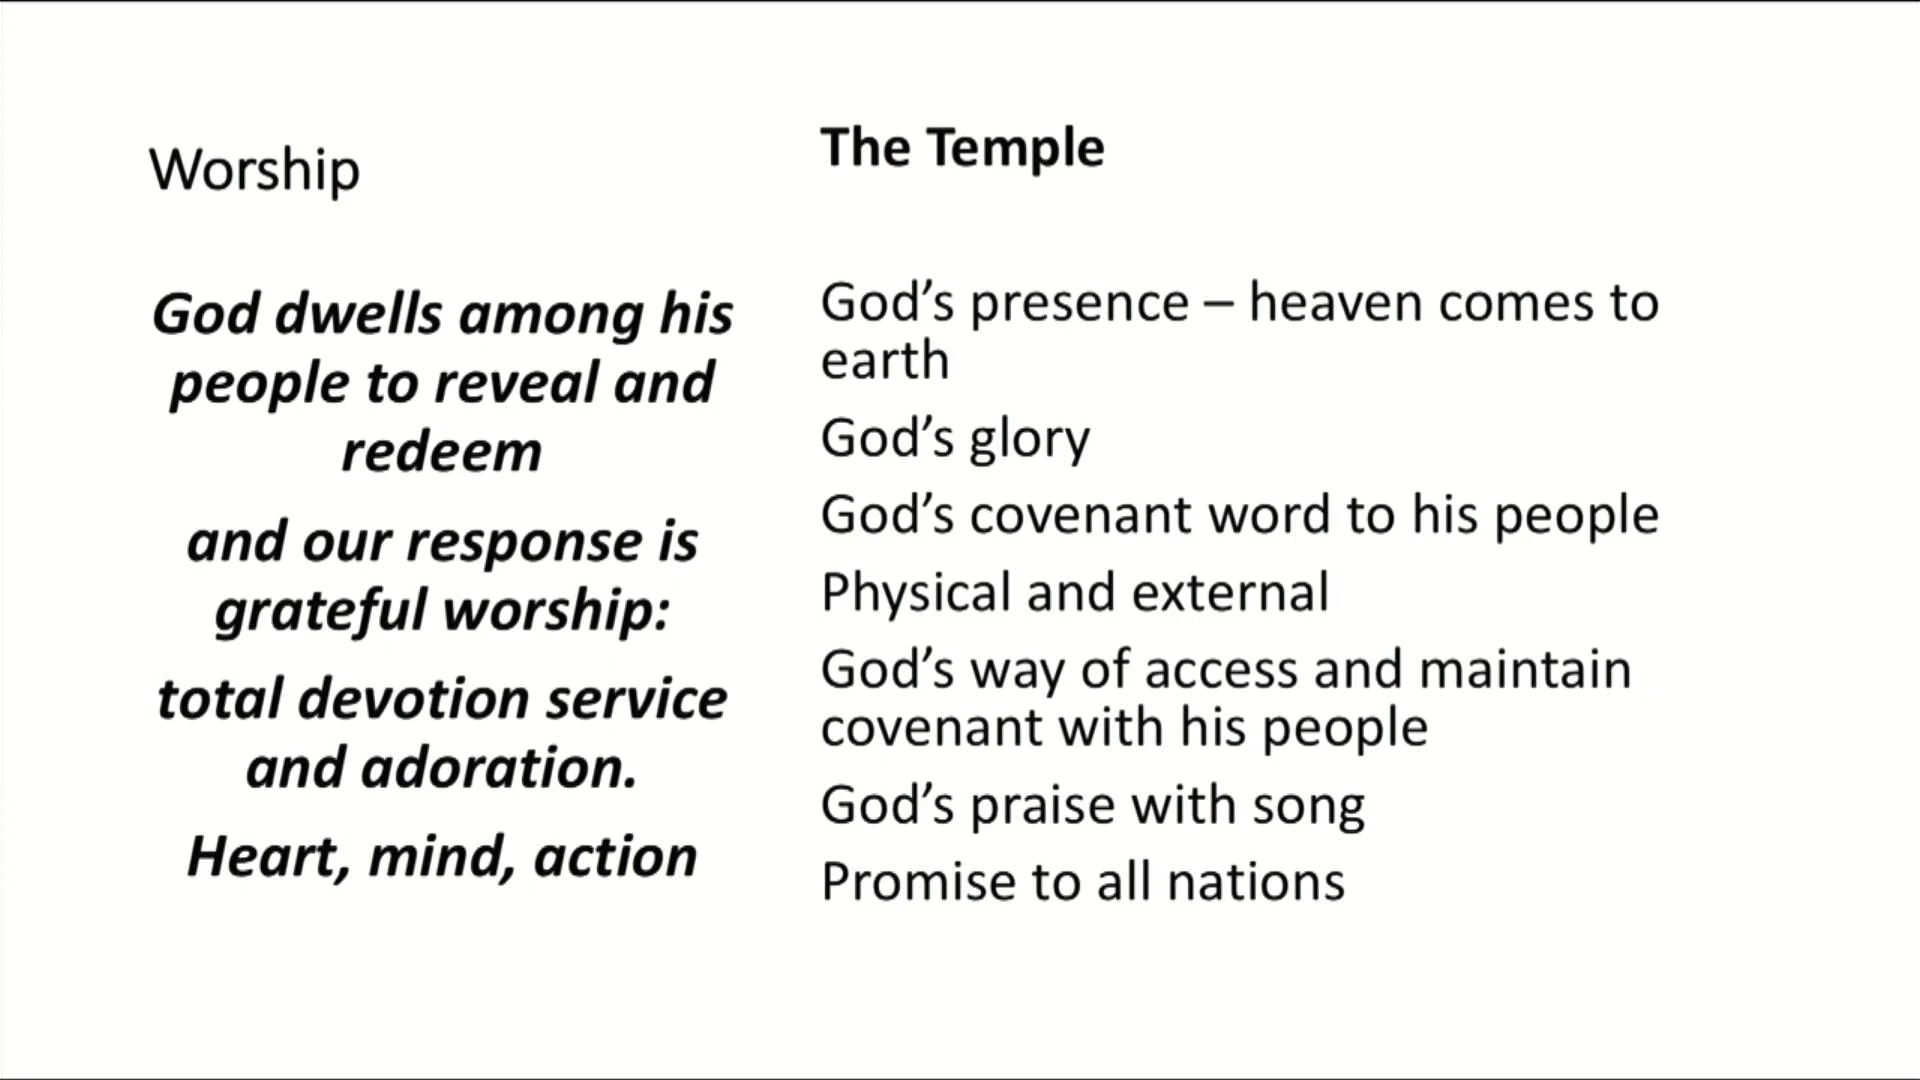 Worship
God dwells among his
people to reveal and
redeem
and our response is
grateful worship:
total devotion service
and adoration.
Heart, mind, action
The Temple
God’s presence – heaven comes to
earth
God’s glory
God’s covenant word to his people
Physical and external
God’s way of access and maintain
covenant with his people
God’s praise with song
Promise to all nations